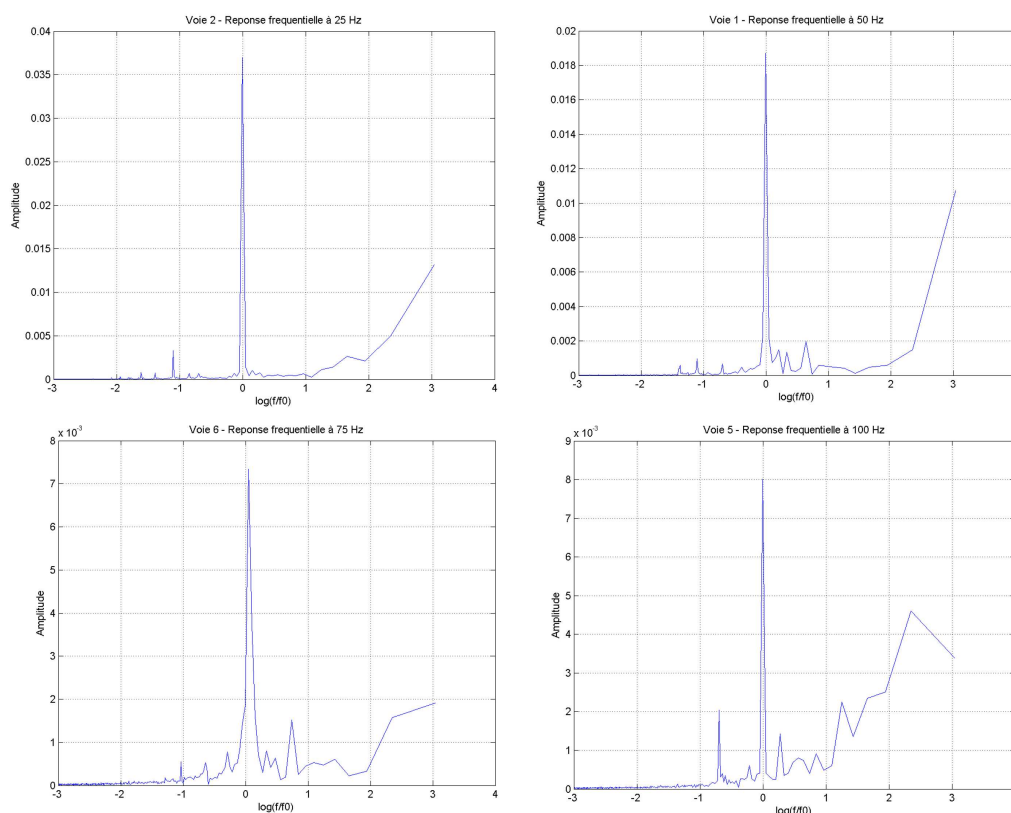 Voie 2 - Reponse frequentielle à 25 Hz
0.04
0.035
0.03
0.025
0.02
0.015
0.01
0.005
0
Amplitude
-3 -2 -1 0 1 2 3 4
log(f/f0)
Voie 1 - Reponse frequentielle à 50 Hz
0.02
0.018
0.016
0.014
0.012
0.01
0.008
0.006
0.004
0.002
0
Amplitude
-3 -2 -1 0 1 2 3
log(f/f0)
Voie 6 - Reponse frequentielle à 75 Hz
x 10⁻³
8
7
6
5
4
3
2
1
0
Amplitude
-3 -2 -1 0 1 2 3 4
log(f/f0)
Voie 5 - Reponse frequentielle à 100 Hz
x 10⁻³
9
8
7
6
5
4
3
2
1
0
Amplitude
-3 -2 -1 0 1 2 3
log(f/f0)